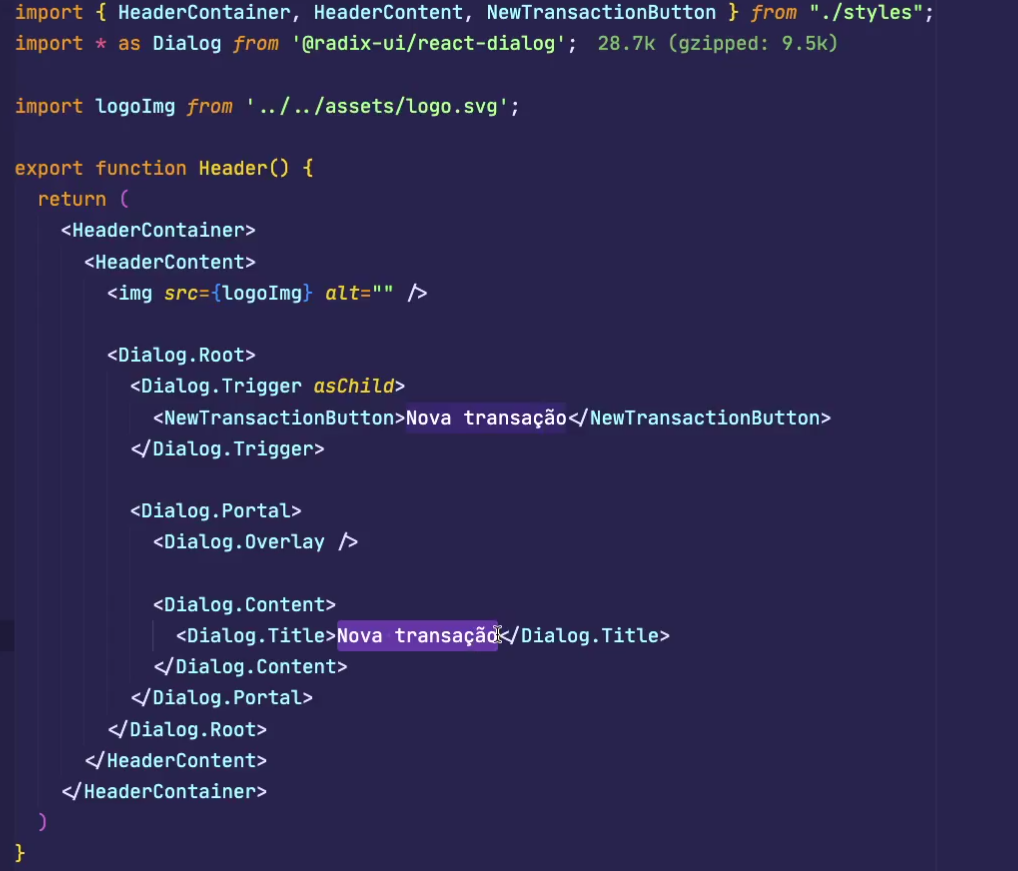 import { HeaderContainer, HeaderContent, NewTransactionButton } from "./styles";
import * as Dialog from '@radix-ui/react-dialog'; 28.7k (gzipped: 9.5k)
import logoImg from '../../assets/logo.svg';
export function Header() {
return (
<HeaderContainer>
<HeaderContent>
<img src={logoImg} alt="" />
<Dialog.Root>
<Dialog.Trigger asChild>
<NewTransactionButton>Nova transação</NewTransactionButton>
</Dialog.Trigger>
<Dialog.Portal>
<Dialog.Overlay />
<Dialog.Content>
<Dialog.Title>Nova transação</Dialog.Title>
</Dialog.Content>
</Dialog.Portal>
</Dialog.Root>
</HeaderContent>
</HeaderContainer>
)
}